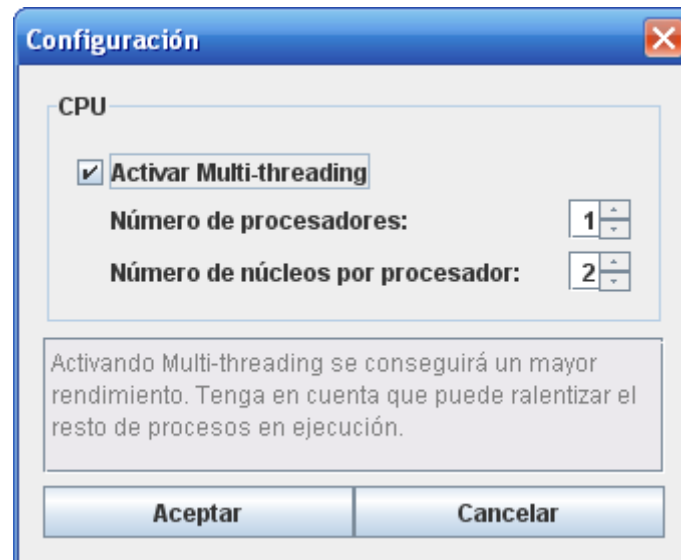 Configuración
CPU
Activar Multi-threading
Número de procesadores: 1
Número de núcleos por procesador: 2
Activando Multi-threading se conseguirá un mayor
rendimiento. Tenga en cuenta que puede ralentizar el
resto de procesos en ejecución.
Aceptar Cancelar